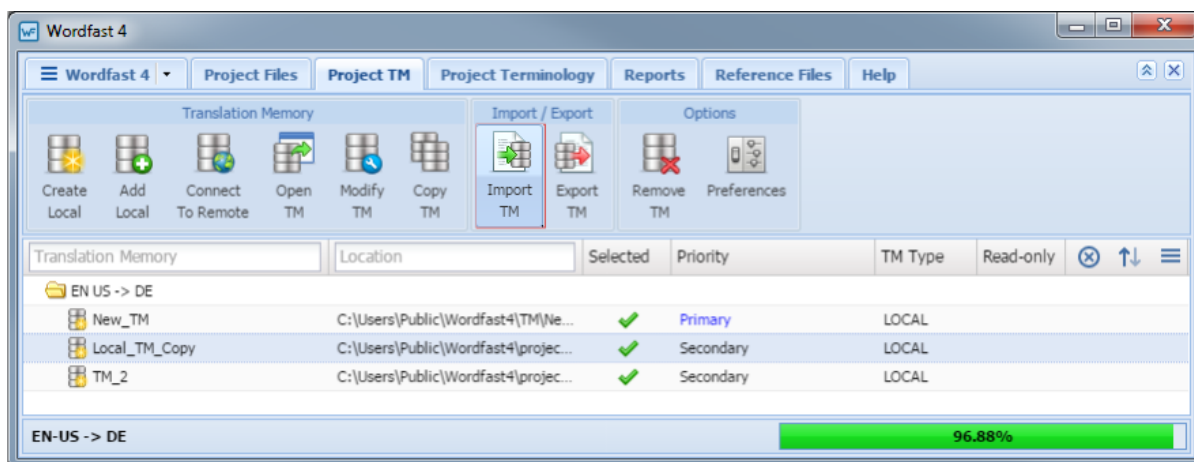 Wordfast 4
Wordfast 4 Project Files Project TM Project Terminology Reports Reference Files Help
Translation Memory Import / Export Options
Create Local Add Local Connect To Remote Open TM Modify TM Copy TM Import TM Export TM Remove TM Preferences
Translation Memory Location Selected Priority TM Type Read-only
EN US -> DE
New_TM C:\Users\Public\Wordfast4\TM\Ne... Primary LOCAL
Local_TM_Copy C:\Users\Public\Wordfast4\projec... Secondary LOCAL
TM_2 C:\Users\Public\Wordfast4\projec... Secondary LOCAL
EN-US -> DE 96.88%